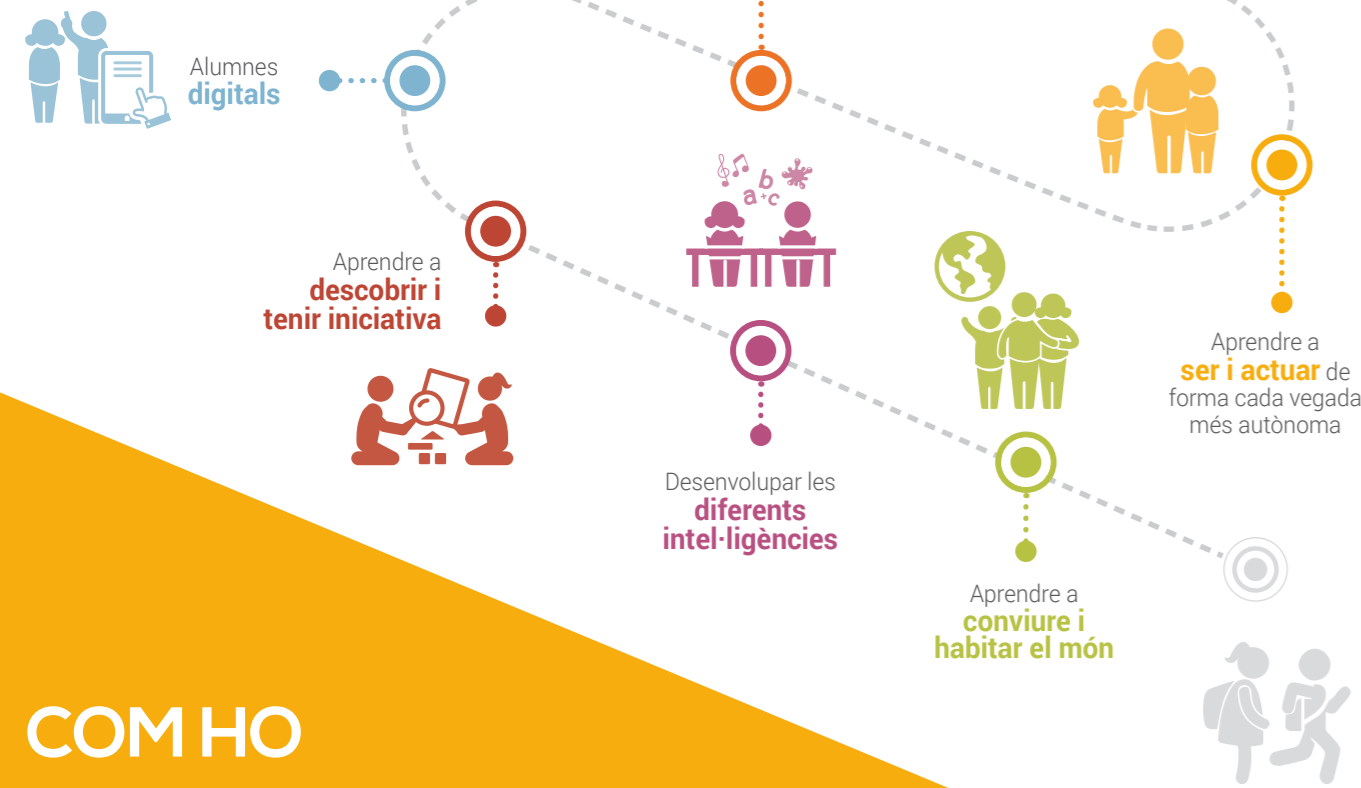 Alumnes
digitals
b
a+c
Aprendre a
descobrir i
tenir iniciativa
Aprendre a
ser i actuar de
forma cada vegada
més autònoma
Desenvolupar les
diferents
intel·ligències
Aprendre a
conviure i
habitar el món
COM HO